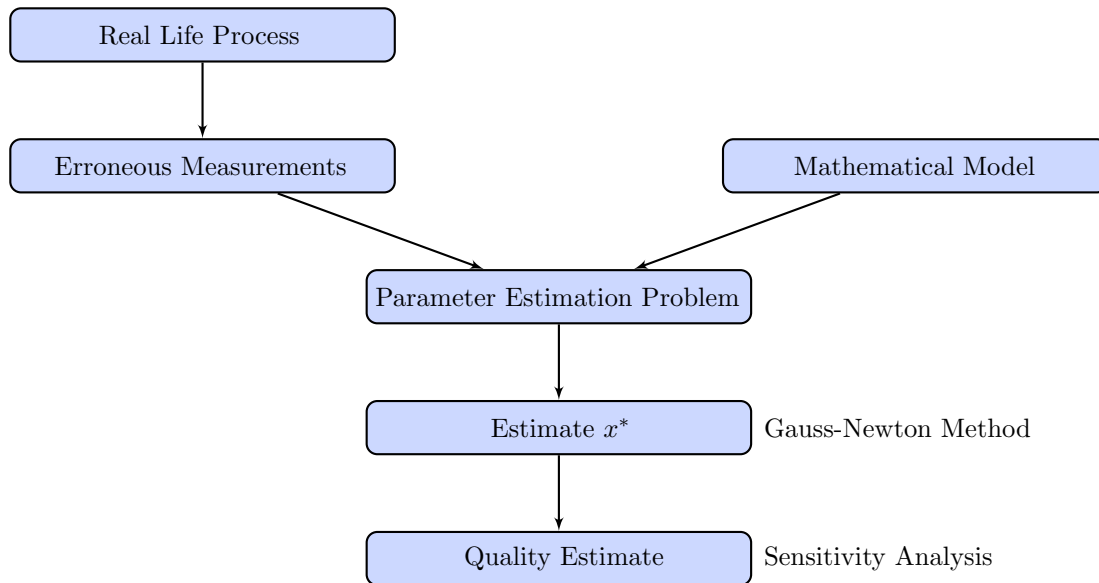 Real Life Process
Erroneous Measurements
Mathematical Model
Parameter Estimation Problem
Estimate x*
Gauss-Newton Method
Quality Estimate
Sensitivity Analysis